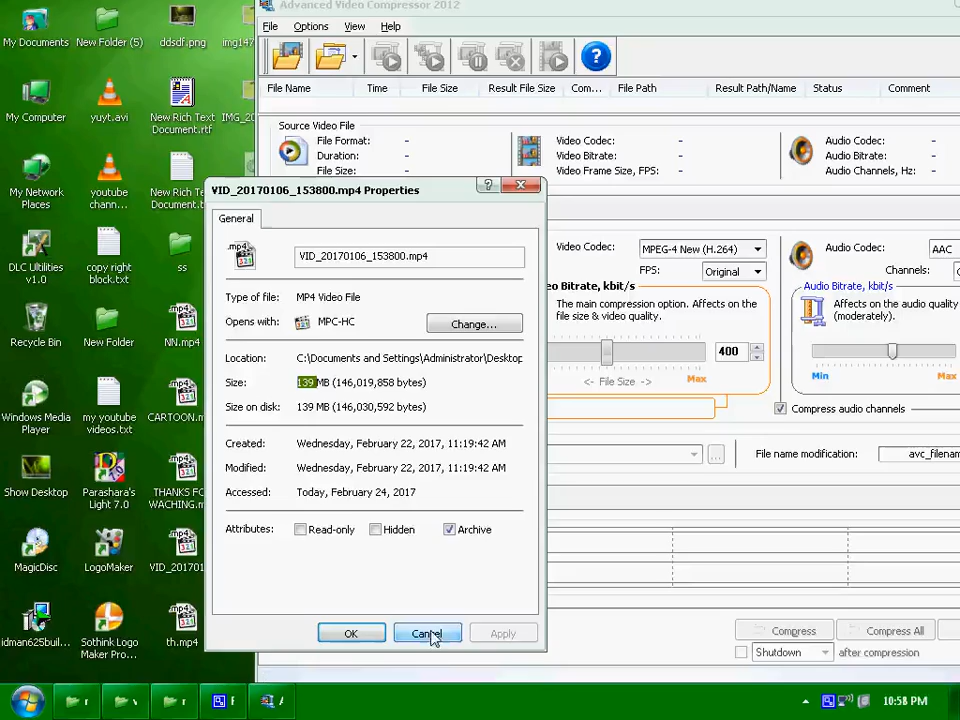 Advanced Video Compressor 2012
File Options View Help
File Name Time File Size Result File Size Com... File Path Result Path/Name Status Comment
Source Video File
File Format: -
Duration: -
File Size: -
Video Codec: -
Video Bitrate: -
Video Frame Size, FPS: -
Audio Codec: -
Audio Bitrate: -
Audio Channels, Hz: -
Video Codec: MPEG-4 New (H.264)
FPS: Original
Audio Codec: AAC
Channels:
eo Bitrate, kbit/s
The main compression option. Affects on the
file size & video quality.
400
<- File Size -> Max
Audio Bitrate, kbit/s
Affects on the audio quality
(moderately).
Min Max
Compress audio channels
... File name modification: avc_filenam
Compress Compress All
Shutdown after compression
VID_20170106_153800.mp4 Properties
General
.mp4
321
VID_20170106_153800.mp4
Type of file: MP4 Video File
Opens with: MPC-HC Change...
Location: C:\Documents and Settings\Administrator\Desktop
Size: 139 MB (146,019,858 bytes)
Size on disk: 139 MB (146,030,592 bytes)
Created: Wednesday, February 22, 2017, 11:19:42 AM
Modified: Wednesday, February 22, 2017, 11:19:42 AM
Accessed: Today, February 24, 2017
Attributes: Read-only Hidden Archive
OK Cancel Apply
My Documents
New Folder (5)
ddsdf.png
img147
My Computer
yuyt.avi
New Rich Text
Document.rtf
IMG_20
My Network
Places
youtube
chann...
New Rich T
Document.
DLC Utilities
v1.0
copy right
block.txt
ss
Recycle Bin
New Folder
NN.mp4
Windows Media
Player
my youtube
videos.txt
CARTOON.m
Show Desktop
Parashara's
Light 7.0
THANKS FO
WACHING.m
MagicDisc
LogoMaker
VID_201701
idman625buil...
Sothink Logo
Maker Pro...
th.mp4
10:58 PM